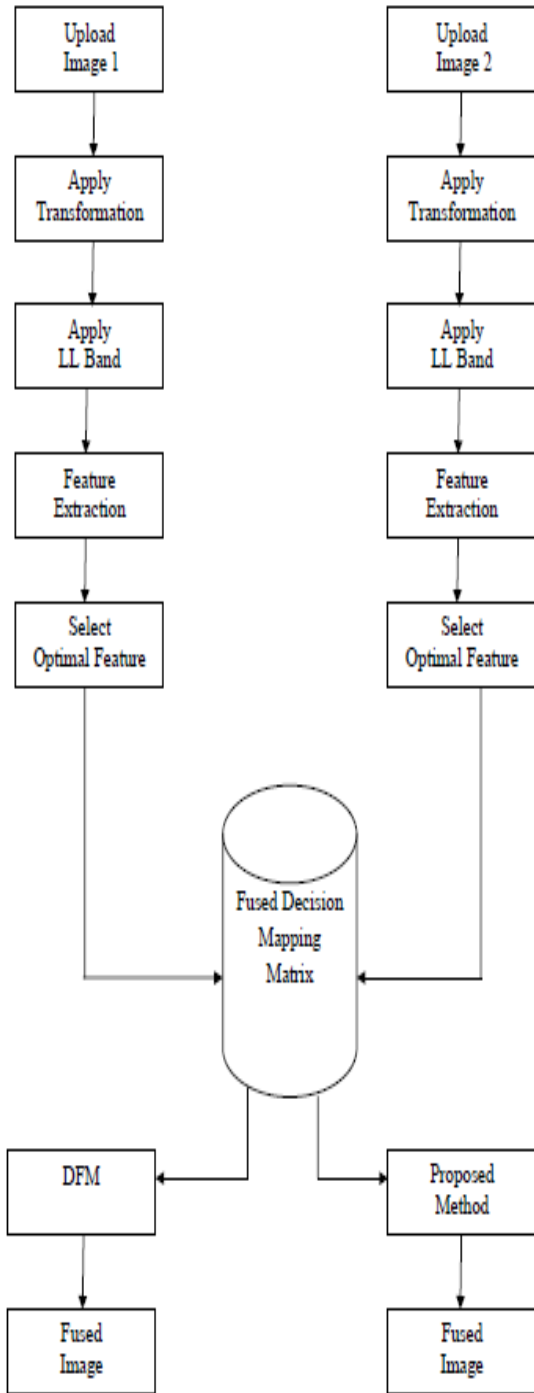 Upload
Image 1
Upload
Image 2
Apply
Transformation
Apply
Transformation
Apply
LL Band
Apply
LL Band
Feature
Extraction
Feature
Extraction
Select
Optimal Feature
Select
Optimal Feature
Fused Decision
Mapping
Matrix
DFM
Proposed
Method
Fused
Image
Fused
Image